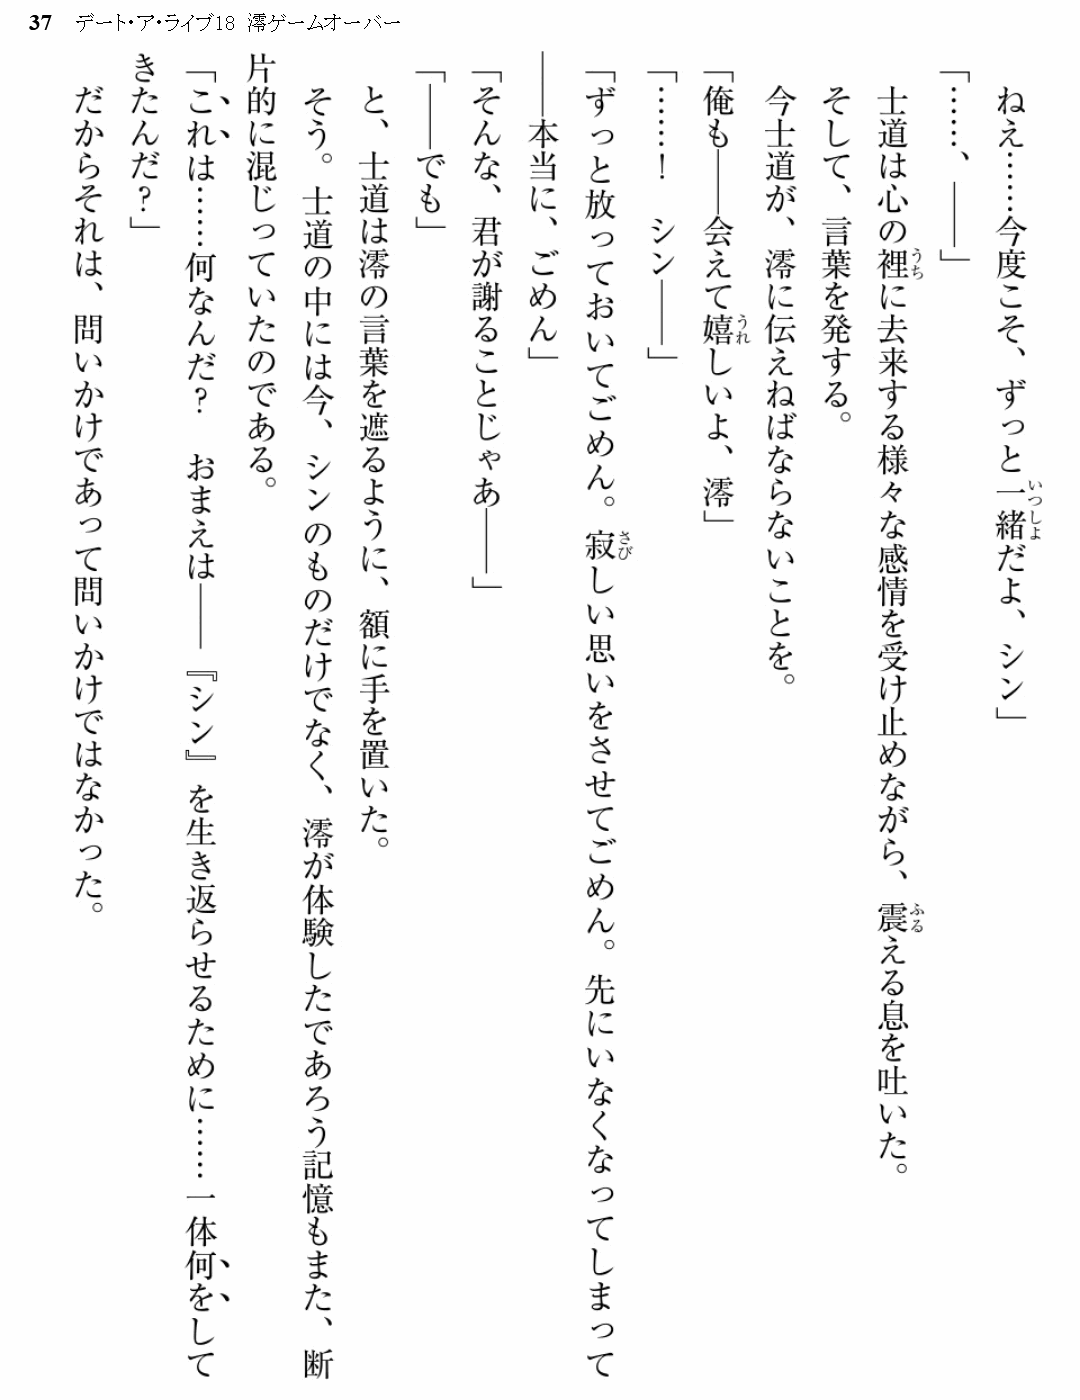 37 デート・ア・ライブ18 澪ゲームオーバー
ねえ……今度こそ、ずっと一緒だよ、シン」
「……、――」
士道は心の裡に去来する様々な感情を受け止めながら、震える息を吐いた。
そして、言葉を発する。
今士道が、澪に伝えねばならないことを。
「俺も――会えて嬉しいよ、澪」
「……！　シン――」
「ずっと放っておいてごめん。寂しい思いをさせてごめん。先にいなくなってしまって
――本当に、ごめん」
「そんな、君が謝ることじゃあ――」
「――でも」
と、士道は澪の言葉を遮るように、額に手を置いた。
そう。士道の中には今、シンのものだけでなく、澪が体験したであろう記憶もまた、断
片的に混じっていたのである。
「これは……何なんだ？　おまえは――『シン』を生き返らせるために……一体何をして
きたんだ？」
だからそれは、問いかけであって問いかけではなかった。